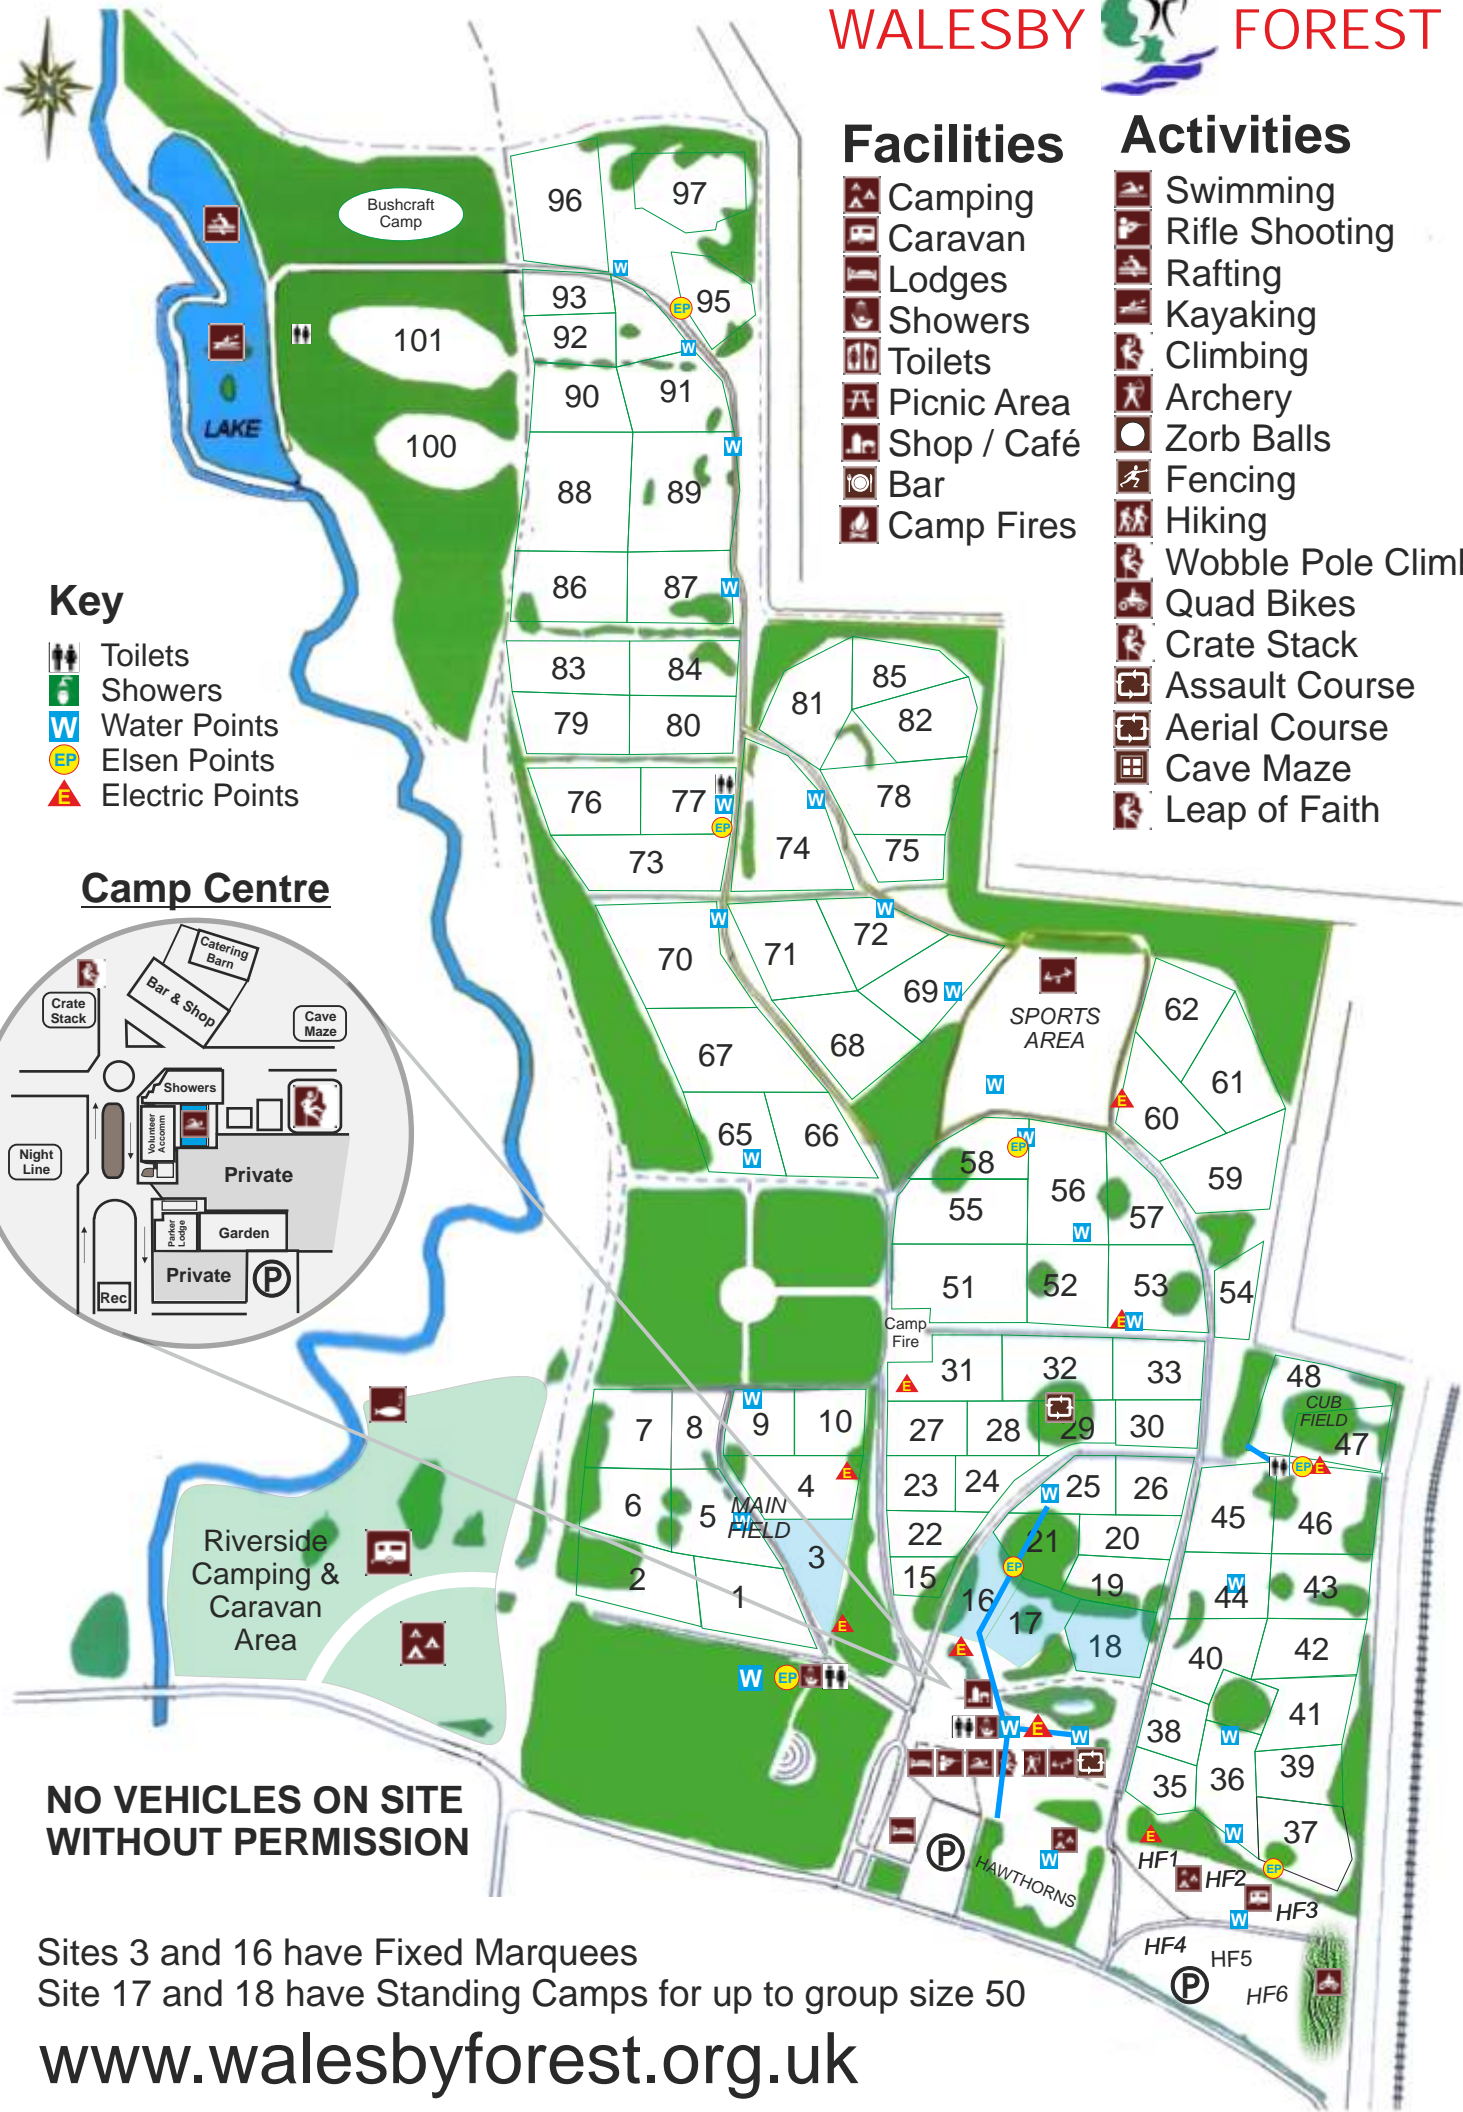 WALESBY FOREST
N
Facilities
Camping
Caravan
Lodges
Showers
Toilets
Picnic Area
Shop / Café
Bar
Camp Fires
Activities
Swimming
Rifle Shooting
Rafting
Kayaking
Climbing
Archery
Zorb Balls
Fencing
Hiking
Wobble Pole Climb
Quad Bikes
Crate Stack
Assault Course
Aerial Course
Cave Maze
Leap of Faith
Key
Toilets
Showers
W Water Points
EP Elsen Points
E Electric Points
Bushcraft
Camp
LAKE
101
100
96
97
W
93
EP
95
92
W
90
91
W
88
89
86
87
W
83
84
79
80
81
85
82
76
77
W
EP
W
78
73
74
75
W
W
70
71
72
69
W
67
68
SPORTS
AREA
W
62
61
E
60
65
W
66
59
58
EP
W
55
56
W
57
51
52
53
E
W
54
Camp
Fire
E
31
32
33
27
28
29
30
48
CUB
FIELD
47
EP
E
7
8
W
9
10
6
5
4
E
MAIN
FIELD
W
3
2
1
E
23
24
W
25
26
22
21
20
15
EP
19
16
17
18
E
45
46
W
44
43
40
42
41
38
W
39
35
36
37
W
E
EP
W
EP
W
E
W
P
HAWTHORNS
W
HF1
HF2
HF3
W
HF4
HF5
P
HF6
Camp Centre
Catering
Barn
Bar & Shop
Crate
Stack
Cave
Maze
Showers
Volunteer
Accomm
Night
Line
Private
Parker
Lodge
Garden
Private
P
Rec
Riverside
Camping &
Caravan
Area
NO VEHICLES ON SITE
WITHOUT PERMISSION
Sites 3 and 16 have Fixed Marquees
Site 17 and 18 have Standing Camps for up to group size 50
www.walesbyforest.org.uk